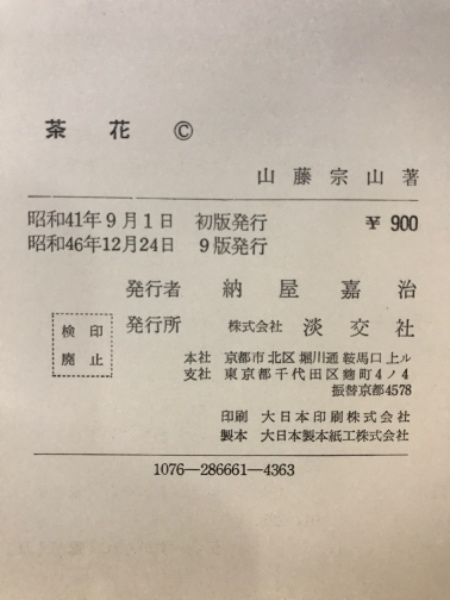 茶花 ©
山藤宗山著
昭和41年9月1日 初版発行 ¥900
昭和46年12月24日 9版発行
発行者 納屋嘉治
検印
廃止
発行所 株式会社 淡交社
本社 京都市北区堀川通鞍馬口上ル
支社 東京都千代田区麹町4ノ4
振替京都4578
印刷 大日本印刷株式会社
製本 大日本製本紙工株式会社
1076―286661―4363